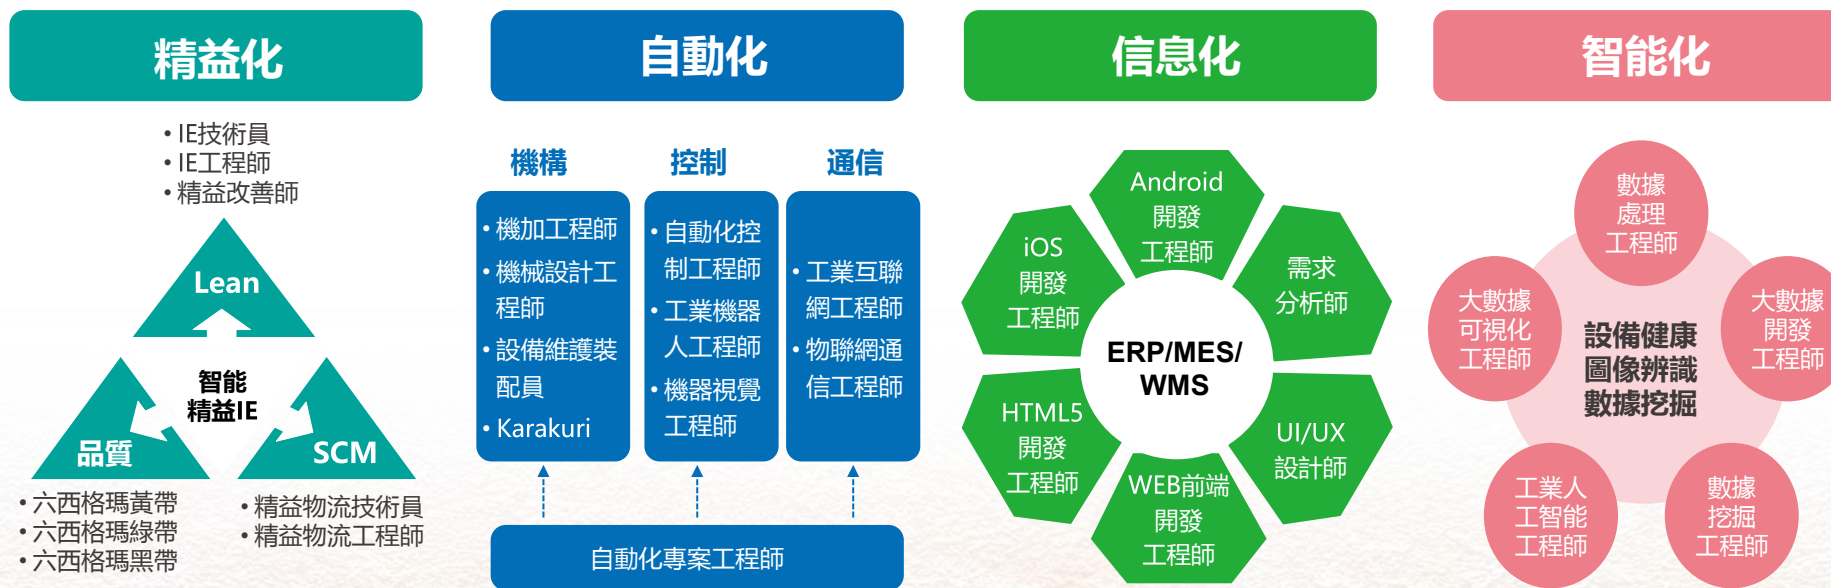 精益化
• IE技術員
• IE工程師
• 精益改善師
Lean
智能
精益IE
品質
SCM
• 六西格瑪黃帶
• 六西格瑪綠帶
• 六西格瑪黑帶
• 精益物流技術員
• 精益物流工程師
自動化
機構
• 機加工程師
• 機械設計工
程師
• 設備維護裝
配員
• Karakuri
控制
• 自動化控
制工程師
• 工業機器
人工程師
• 機器視覺
工程師
通信
• 工業互聯
網工程師
• 物聯網通
信工程師
自動化專案工程師
信息化
Android
開發
工程師
iOS
開發
工程師
需求
分析師
ERP/MES/
WMS
HTML5
開發
工程師
UI/UX
設計師
WEB前端
開發
工程師
智能化
數據
處理
工程師
大數據
可視化
工程師
大數據
開發
工程師
設備健康
圖像辨識
數據挖掘
工業人
工智能
工程師
數據
挖掘
工程師